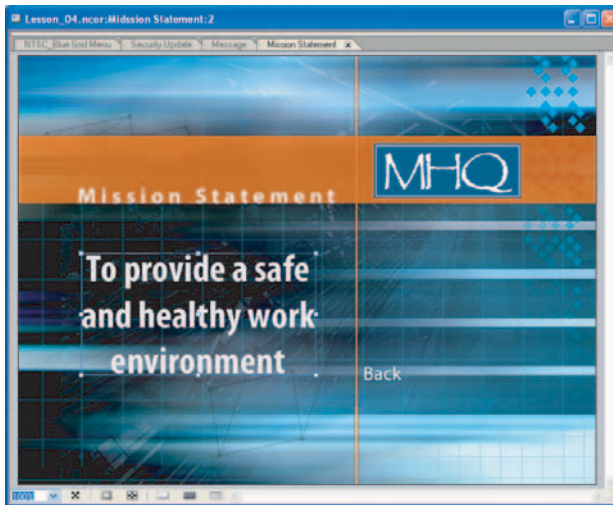 Lesson_04.ncor:Midssion Statement:2
NTSC_Blue Grid Menu Security Update Message Mission Statement x
MHQ
Mission Statement
To provide a safe
and healthy work
environment
Back
100%